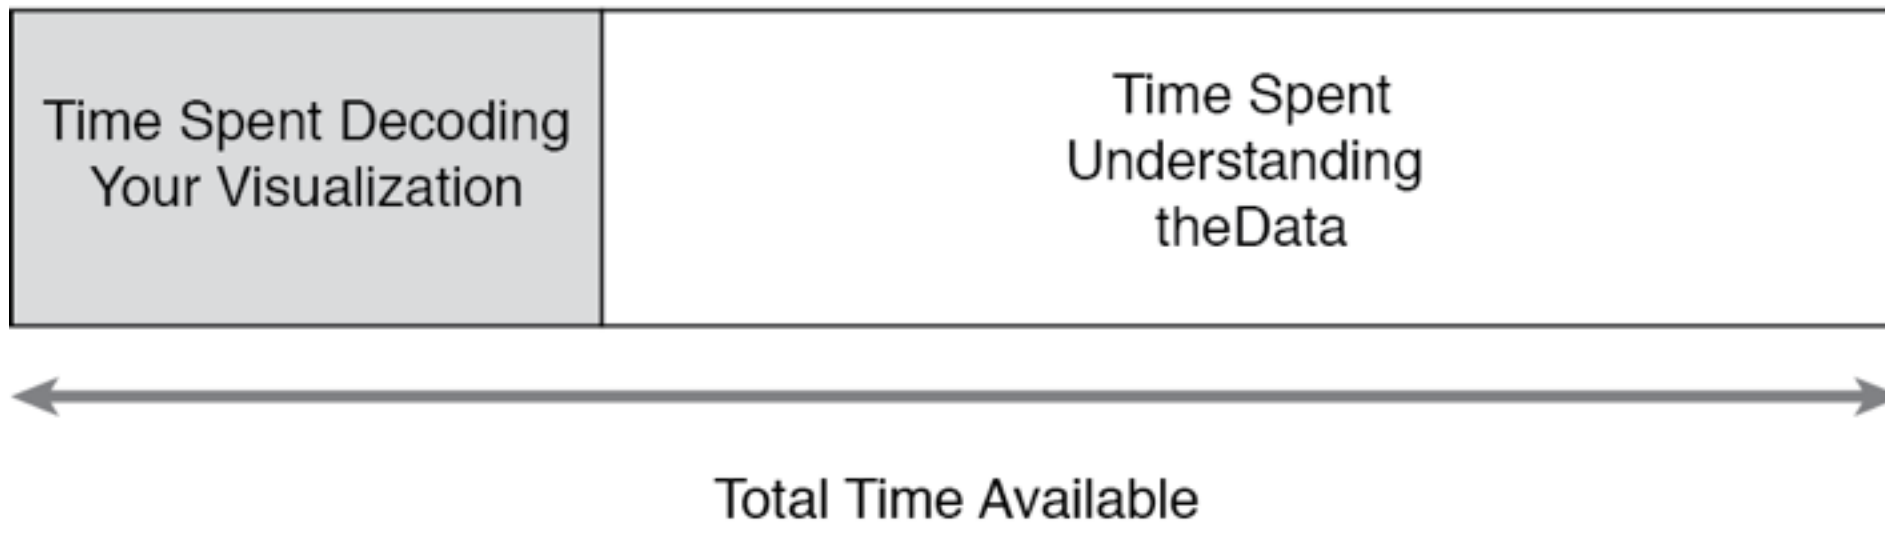 Time Spent Decoding
Your Visualization
Time Spent
Understanding
theData
Total Time Available